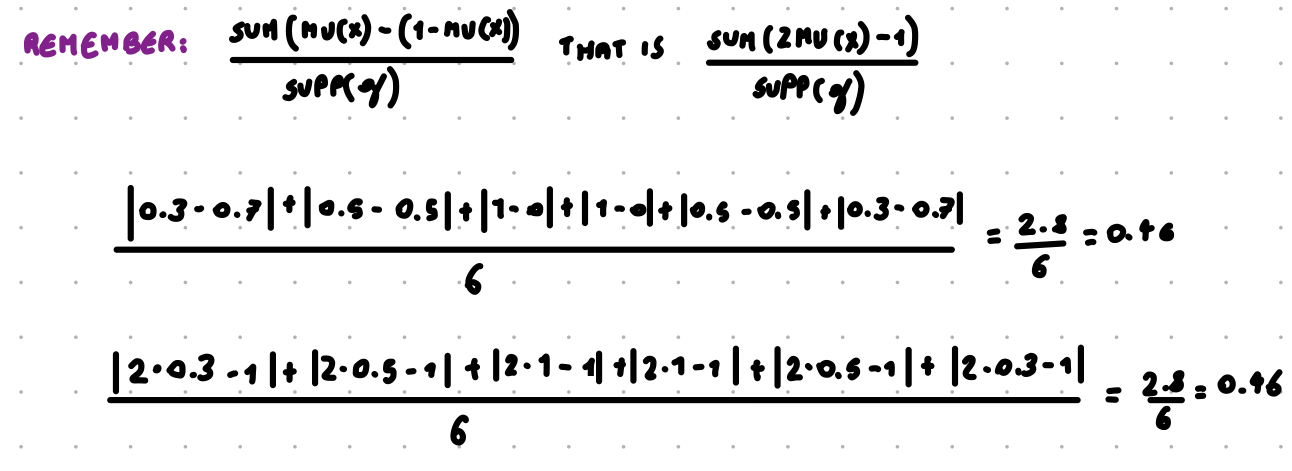 REMEMBER: SUM (MU(X) - (1 - MU(X)) / SUPP(A) THAT IS SUM (2MU(X) - 1) / SUPP(A)
|0.3 - 0.7| + |0.5 - 0.5| + |1 - 0| + |1 - 0| + |0.5 - 0.5| + |0.3 - 0.7| / 6 = 2.8 / 6 = 0.46
|2·0.3 - 1| + |2·0.5 - 1| + |2·1 - 1| + |2·1 - 1| + |2·0.5 - 1| + |2·0.3 - 1| / 6 = 2.8 / 6 = 0.46